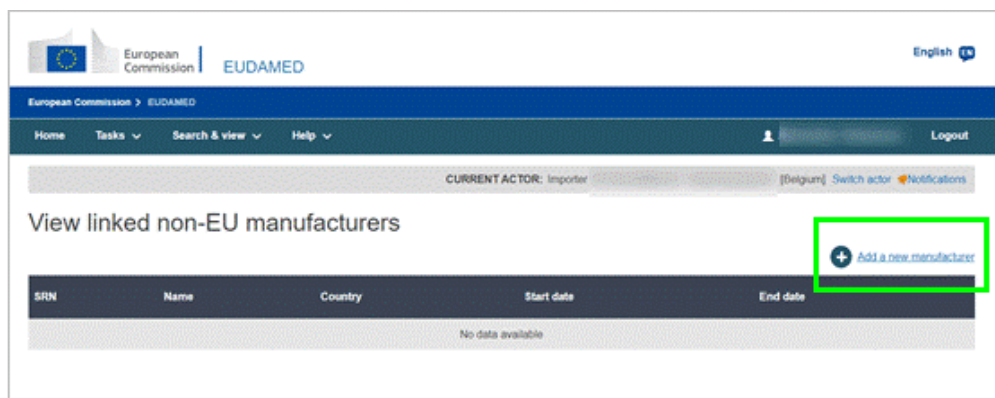 European
Commission
EUDAMED
English EN
European Commission > EUDAMED
Home Tasks Search & view Help Logout
CURRENT ACTOR: Importer [Belgium] Switch actor Notifications
View linked non-EU manufacturers
Add a new manufacturer
SRN Name Country Start date End date
No data available